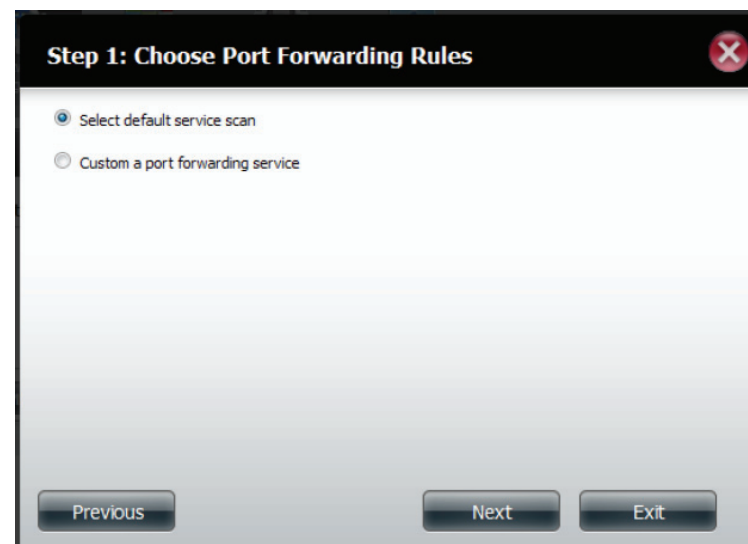 Step 1: Choose Port Forwarding Rules
Select default service scan
Custom a port forwarding service
Previous
Next
Exit